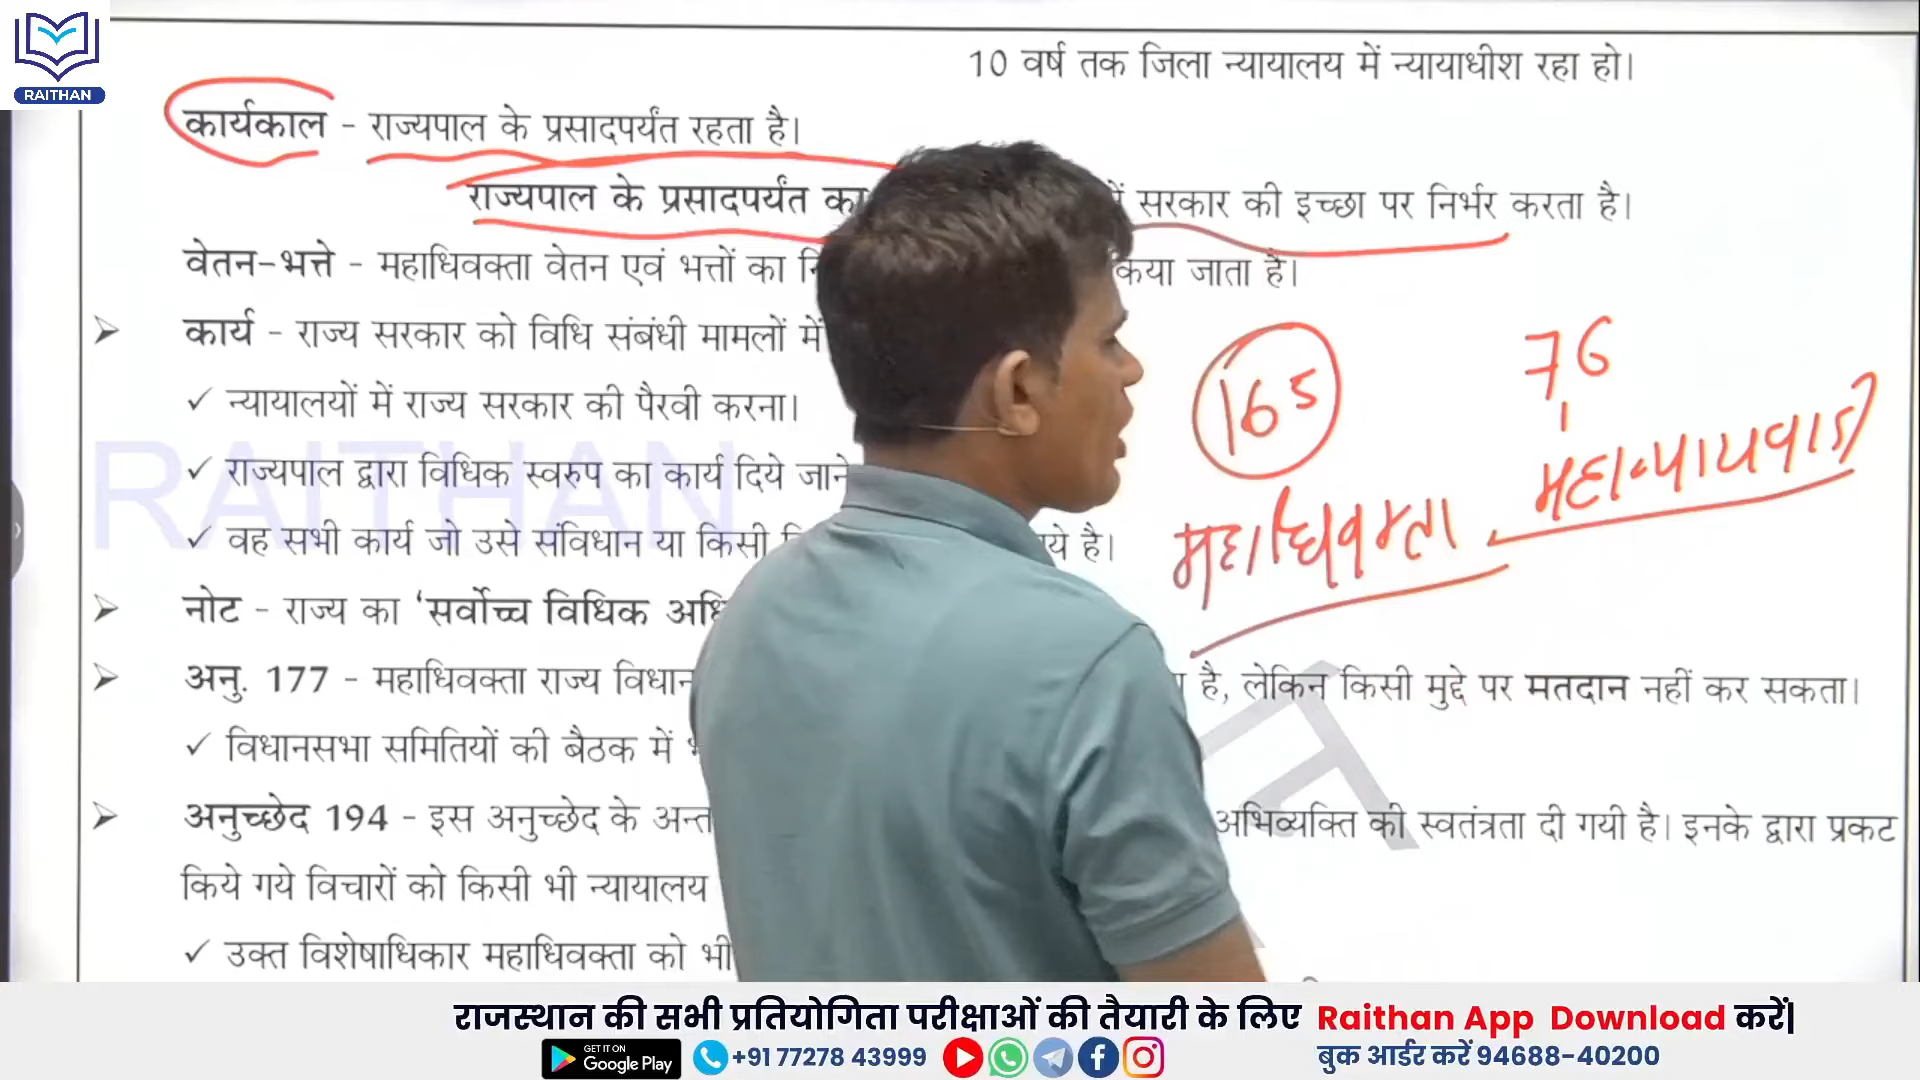 RAITHAN
10 वर्ष तक जिला न्यायालय में न्यायाधीश रहा हो।
कार्यकाल - राज्यपाल के प्रसादपर्यंत रहता है।
राज्यपाल के प्रसादपर्यंत का सरकार की इच्छा पर निर्भर करता है।
वेतन-भत्ते - महाधिवक्ता वेतन एवं भत्तों का किया जाता है।
➢ कार्य - राज्य सरकार को विधि संबंधी मामलों में
165
76
✓ न्यायालयों में राज्य सरकार की पैरवी करना।
महान्यायवादी
RAITHAN
✓ राज्यपाल द्वारा विधिक स्वरुप का कार्य दिये जाने
महाधिवक्ता
✓ वह सभी कार्य जो उसे संविधान या किसी है।
➢ नोट - राज्य का 'सर्वोच्च विधिक
➢ अनु. 177 - महाधिवक्ता राज्य है, लेकिन किसी मुद्दे पर मतदान नहीं कर सकता।
✓ विधानसभा समितियों की बैठक में
➢ अनुच्छेद 194 - इस अनुच्छेद के अभिव्यक्ति की स्वतंत्रता दी गयी है। इनके द्वारा प्रकट
किये गये विचारों को किसी भी न्यायालय
✓ उक्त विशेषाधिकार महाधिवक्ता को भी
राजस्थान की सभी प्रतियोगिता परीक्षाओं की तैयारी के लिए Raithan App Download करें|
GET IT ON
Google Play
+91 77278 43999
बुक आर्डर करें 94688-40200